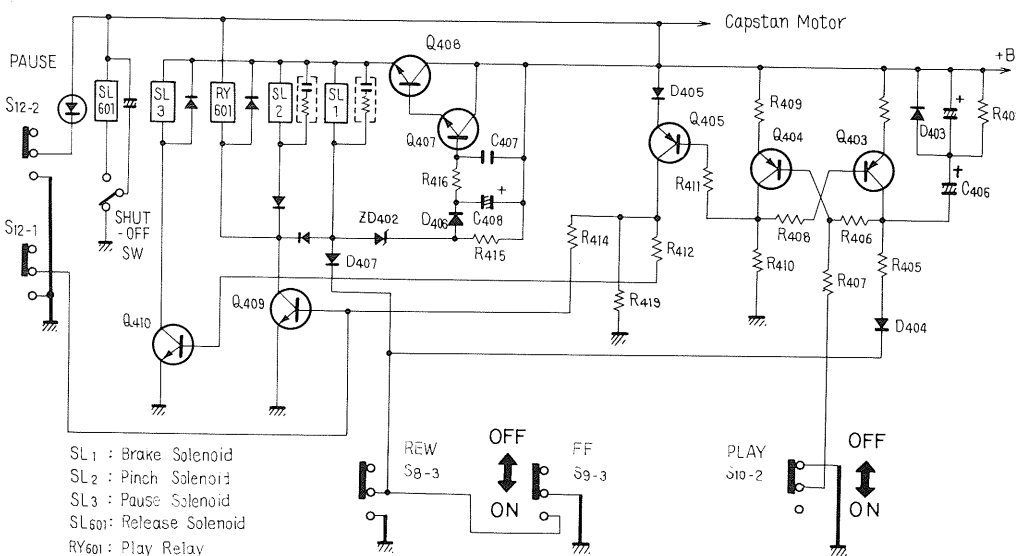 Capstan Motor
+B
PAUSE
S12-2
S12-1
SL 601
SL 3
RY 601
SL 2
SL 1
SHUT -OFF SW
Q408
Q407
C407
R416
C408
D406
R415
ZD402
D407
D405
Q405
R411
R414
R412
R419
R409
Q404
R408
R410
Q403
R406
R407
R405
D404
D403
C406
Q409
Q410
SL1 : Brake Solenoid
SL2 : Pinch Solenoid
SL3 : Pause Solenoid
SL601 : Release Solenoid
RY601 : Play Relay
REW
S8-3
OFF
ON
FF
S9-3
PLAY
S10-2
OFF
ON